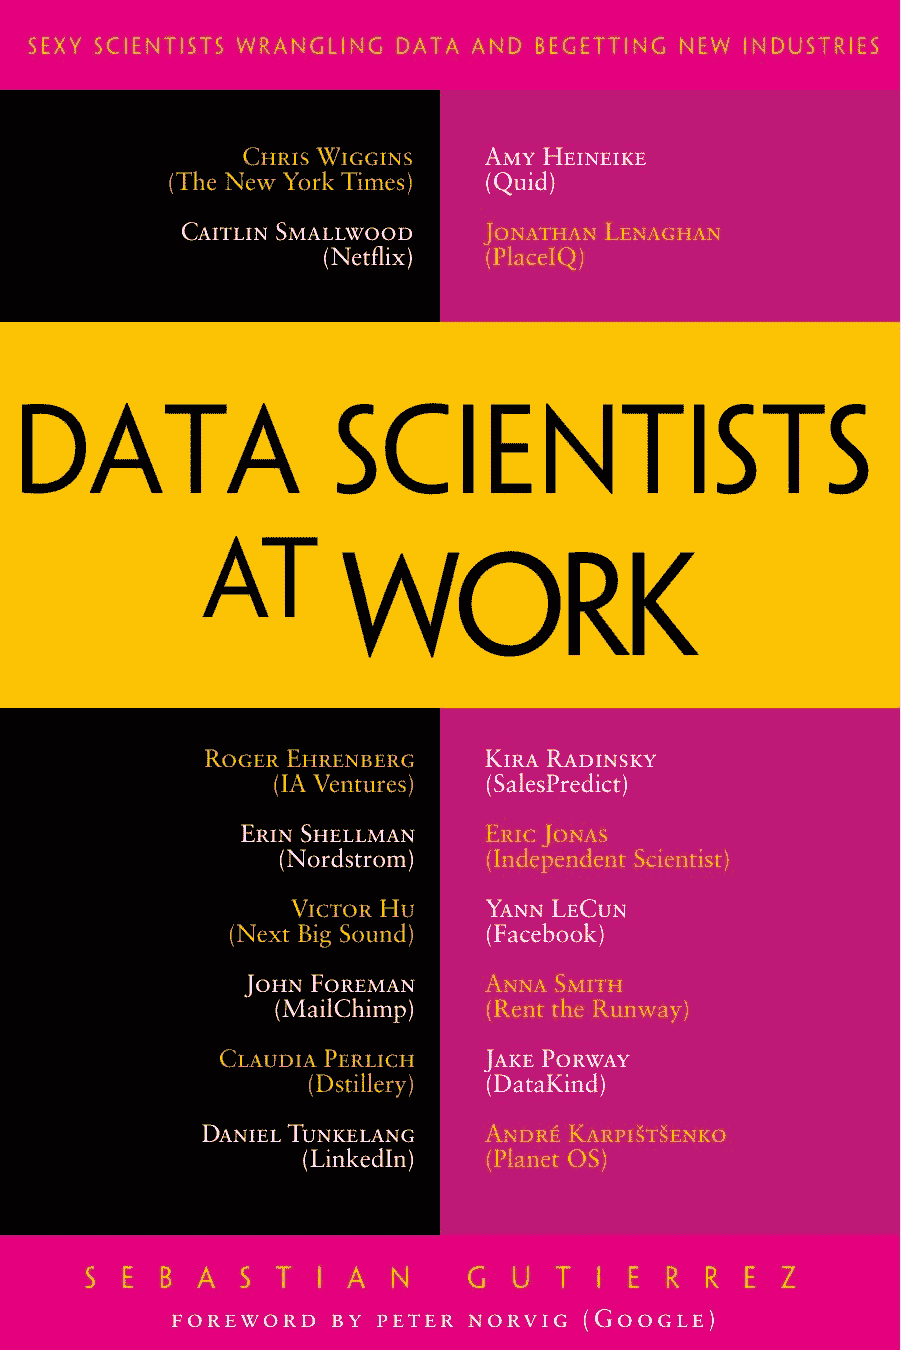 SEXY SCIENTISTS WRANGLING DATA AND BEGETTING NEW INDUSTRIES
CHRIS WIGGINS
(The New York Times)
CAITLIN SMALLWOOD
(Netflix)
AMY HEINEIKE
(Quid)
JONATHAN LENAGHAN
(PlaceIQ)
DATA SCIENTISTS
AT WORK
ROGER EHRENBERG
(IA Ventures)
ERIN SHELLMAN
(Nordstrom)
VICTOR HU
(Next Big Sound)
JOHN FOREMAN
(MailChimp)
CLAUDIA PERLICH
(Dstillery)
DANIEL TUNKELANG
(LinkedIn)
KIRA RADINSKY
(SalesPredict)
ERIC JONAS
(Independent Scientist)
YANN LECUN
(Facebook)
ANNA SMITH
(Rent the Runway)
JAKE PORWAY
(DataKind)
ANDRÉ KARPIŠTŠENKO
(Planet OS)
SEBASTIAN GUTIERREZ
FOREWORD BY PETER NORVIG (GOOGLE)